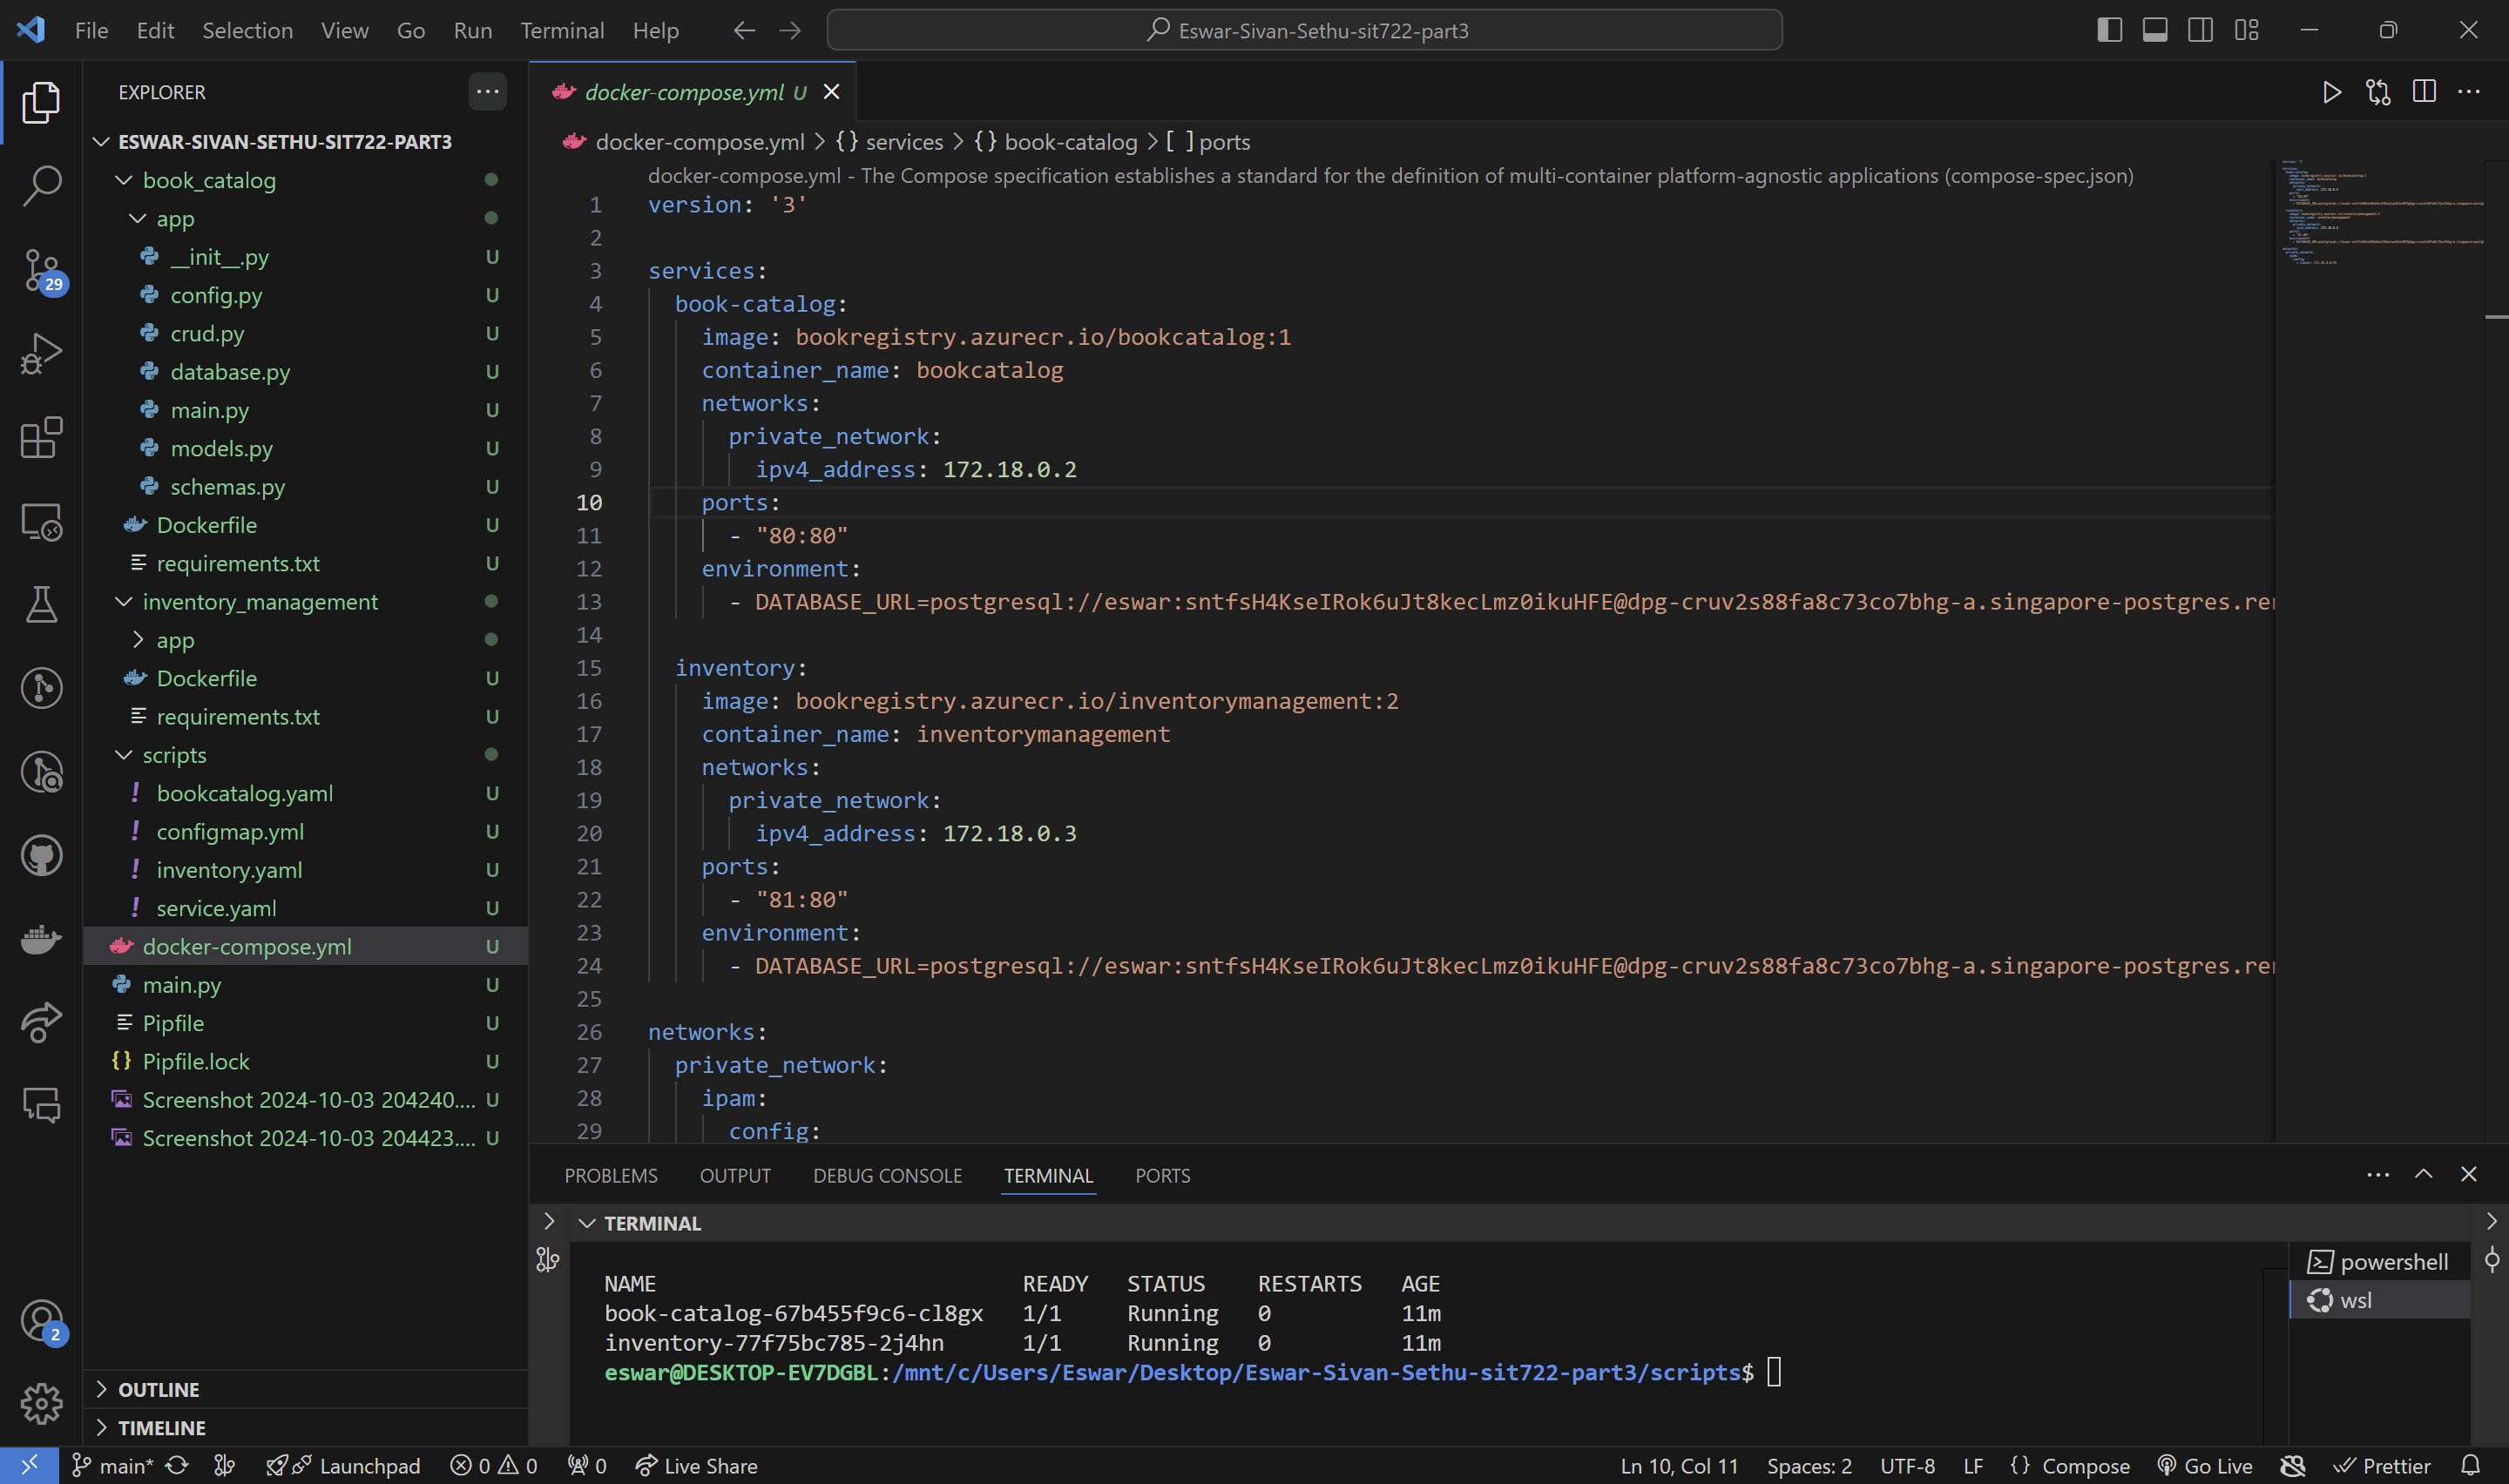 File Edit Selection View Go Run Terminal Help
Eswar-Sivan-Sethu-sit722-part3
EXPLORER
ESWAR-SIVAN-SETHU-SIT722-PART3
book_catalog
app
__init__.py U
config.py U
crud.py U
database.py U
main.py U
models.py U
schemas.py U
Dockerfile U
requirements.txt U
inventory_management
app
Dockerfile U
requirements.txt U
scripts
bookcatalog.yaml U
configmap.yml U
inventory.yaml U
service.yaml U
docker-compose.yml U
main.py U
Pipfile U
Pipfile.lock U
Screenshot 2024-10-03 204240.... U
Screenshot 2024-10-03 204423.... U
OUTLINE
TIMELINE
29
2
docker-compose.yml U
docker-compose.yml > {} services > {} book-catalog > [ ] ports
docker-compose.yml - The Compose specification establishes a standard for the definition of multi-container platform-agnostic applications (compose-spec.json)
1 version: '3'
2
3 services:
4 book-catalog:
5 image: bookregistry.azurecr.io/bookcatalog:1
6 container_name: bookcatalog
7 networks:
8 private_network:
9 ipv4_address: 172.18.0.2
10 ports:
11 - "80:80"
12 environment:
13 - DATABASE_URL=postgresql://eswar:sntfsH4KseIRok6uJt8kecLmz0ikuHFE@dpg-cruv2s88fa8c73co7bhg-a.singapore-postgres.rer
14
15 inventory:
16 image: bookregistry.azurecr.io/inventorymanagement:2
17 container_name: inventorymanagement
18 networks:
19 private_network:
20 ipv4_address: 172.18.0.3
21 ports:
22 - "81:80"
23 environment:
24 - DATABASE_URL=postgresql://eswar:sntfsH4KseIRok6uJt8kecLmz0ikuHFE@dpg-cruv2s88fa8c73co7bhg-a.singapore-postgres.rer
25
26 networks:
27 private_network:
28 ipam:
29 config:
PROBLEMS OUTPUT DEBUG CONSOLE TERMINAL PORTS
TERMINAL
NAME READY STATUS RESTARTS AGE
book-catalog-67b455f9c6-cl8gx 1/1 Running 0 11m
inventory-77f75bc785-2j4hn 1/1 Running 0 11m
eswar@DESKTOP-EV7DGBL:/mnt/c/Users/Eswar/Desktop/Eswar-Sivan-Sethu-sit722-part3/scripts$
powershell
wsl
main* Launchpad 0 0 0 Live Share Ln 10, Col 11 Spaces: 2 UTF-8 LF {} Compose Go Live Prettier